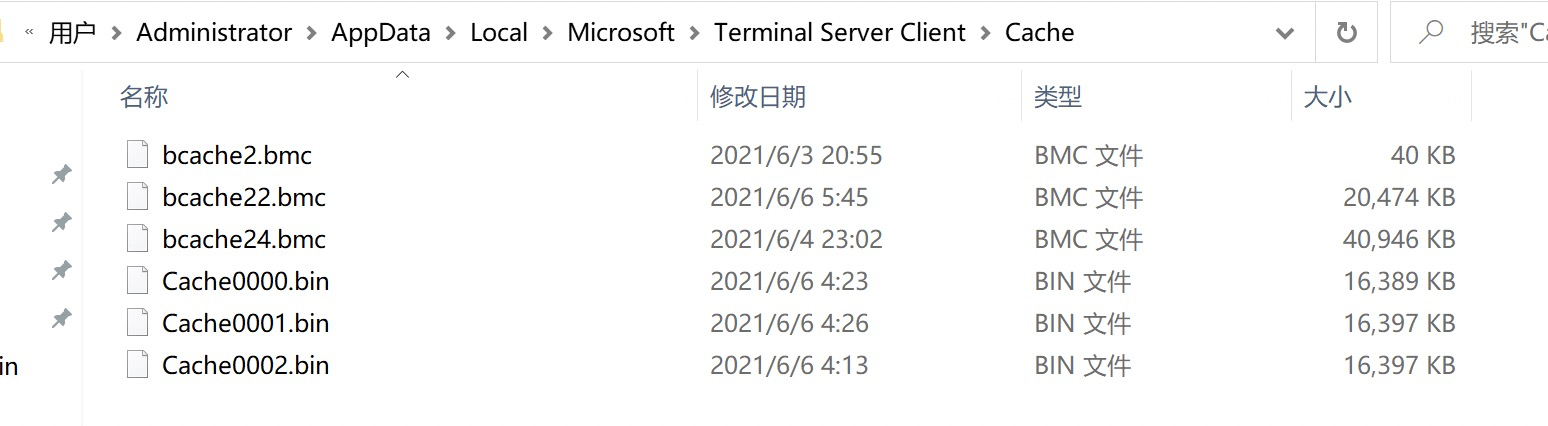 « 用户 > Administrator > AppData > Local > Microsoft > Terminal Server Client > Cache 搜索"Ca
名称 修改日期 类型 大小
bcache2.bmc 2021/6/3 20:55 BMC 文件 40 KB
bcache22.bmc 2021/6/6 5:45 BMC 文件 20,474 KB
bcache24.bmc 2021/6/4 23:02 BMC 文件 40,946 KB
Cache0000.bin 2021/6/6 4:23 BIN 文件 16,389 KB
Cache0001.bin 2021/6/6 4:26 BIN 文件 16,397 KB
in Cache0002.bin 2021/6/6 4:13 BIN 文件 16,397 KB